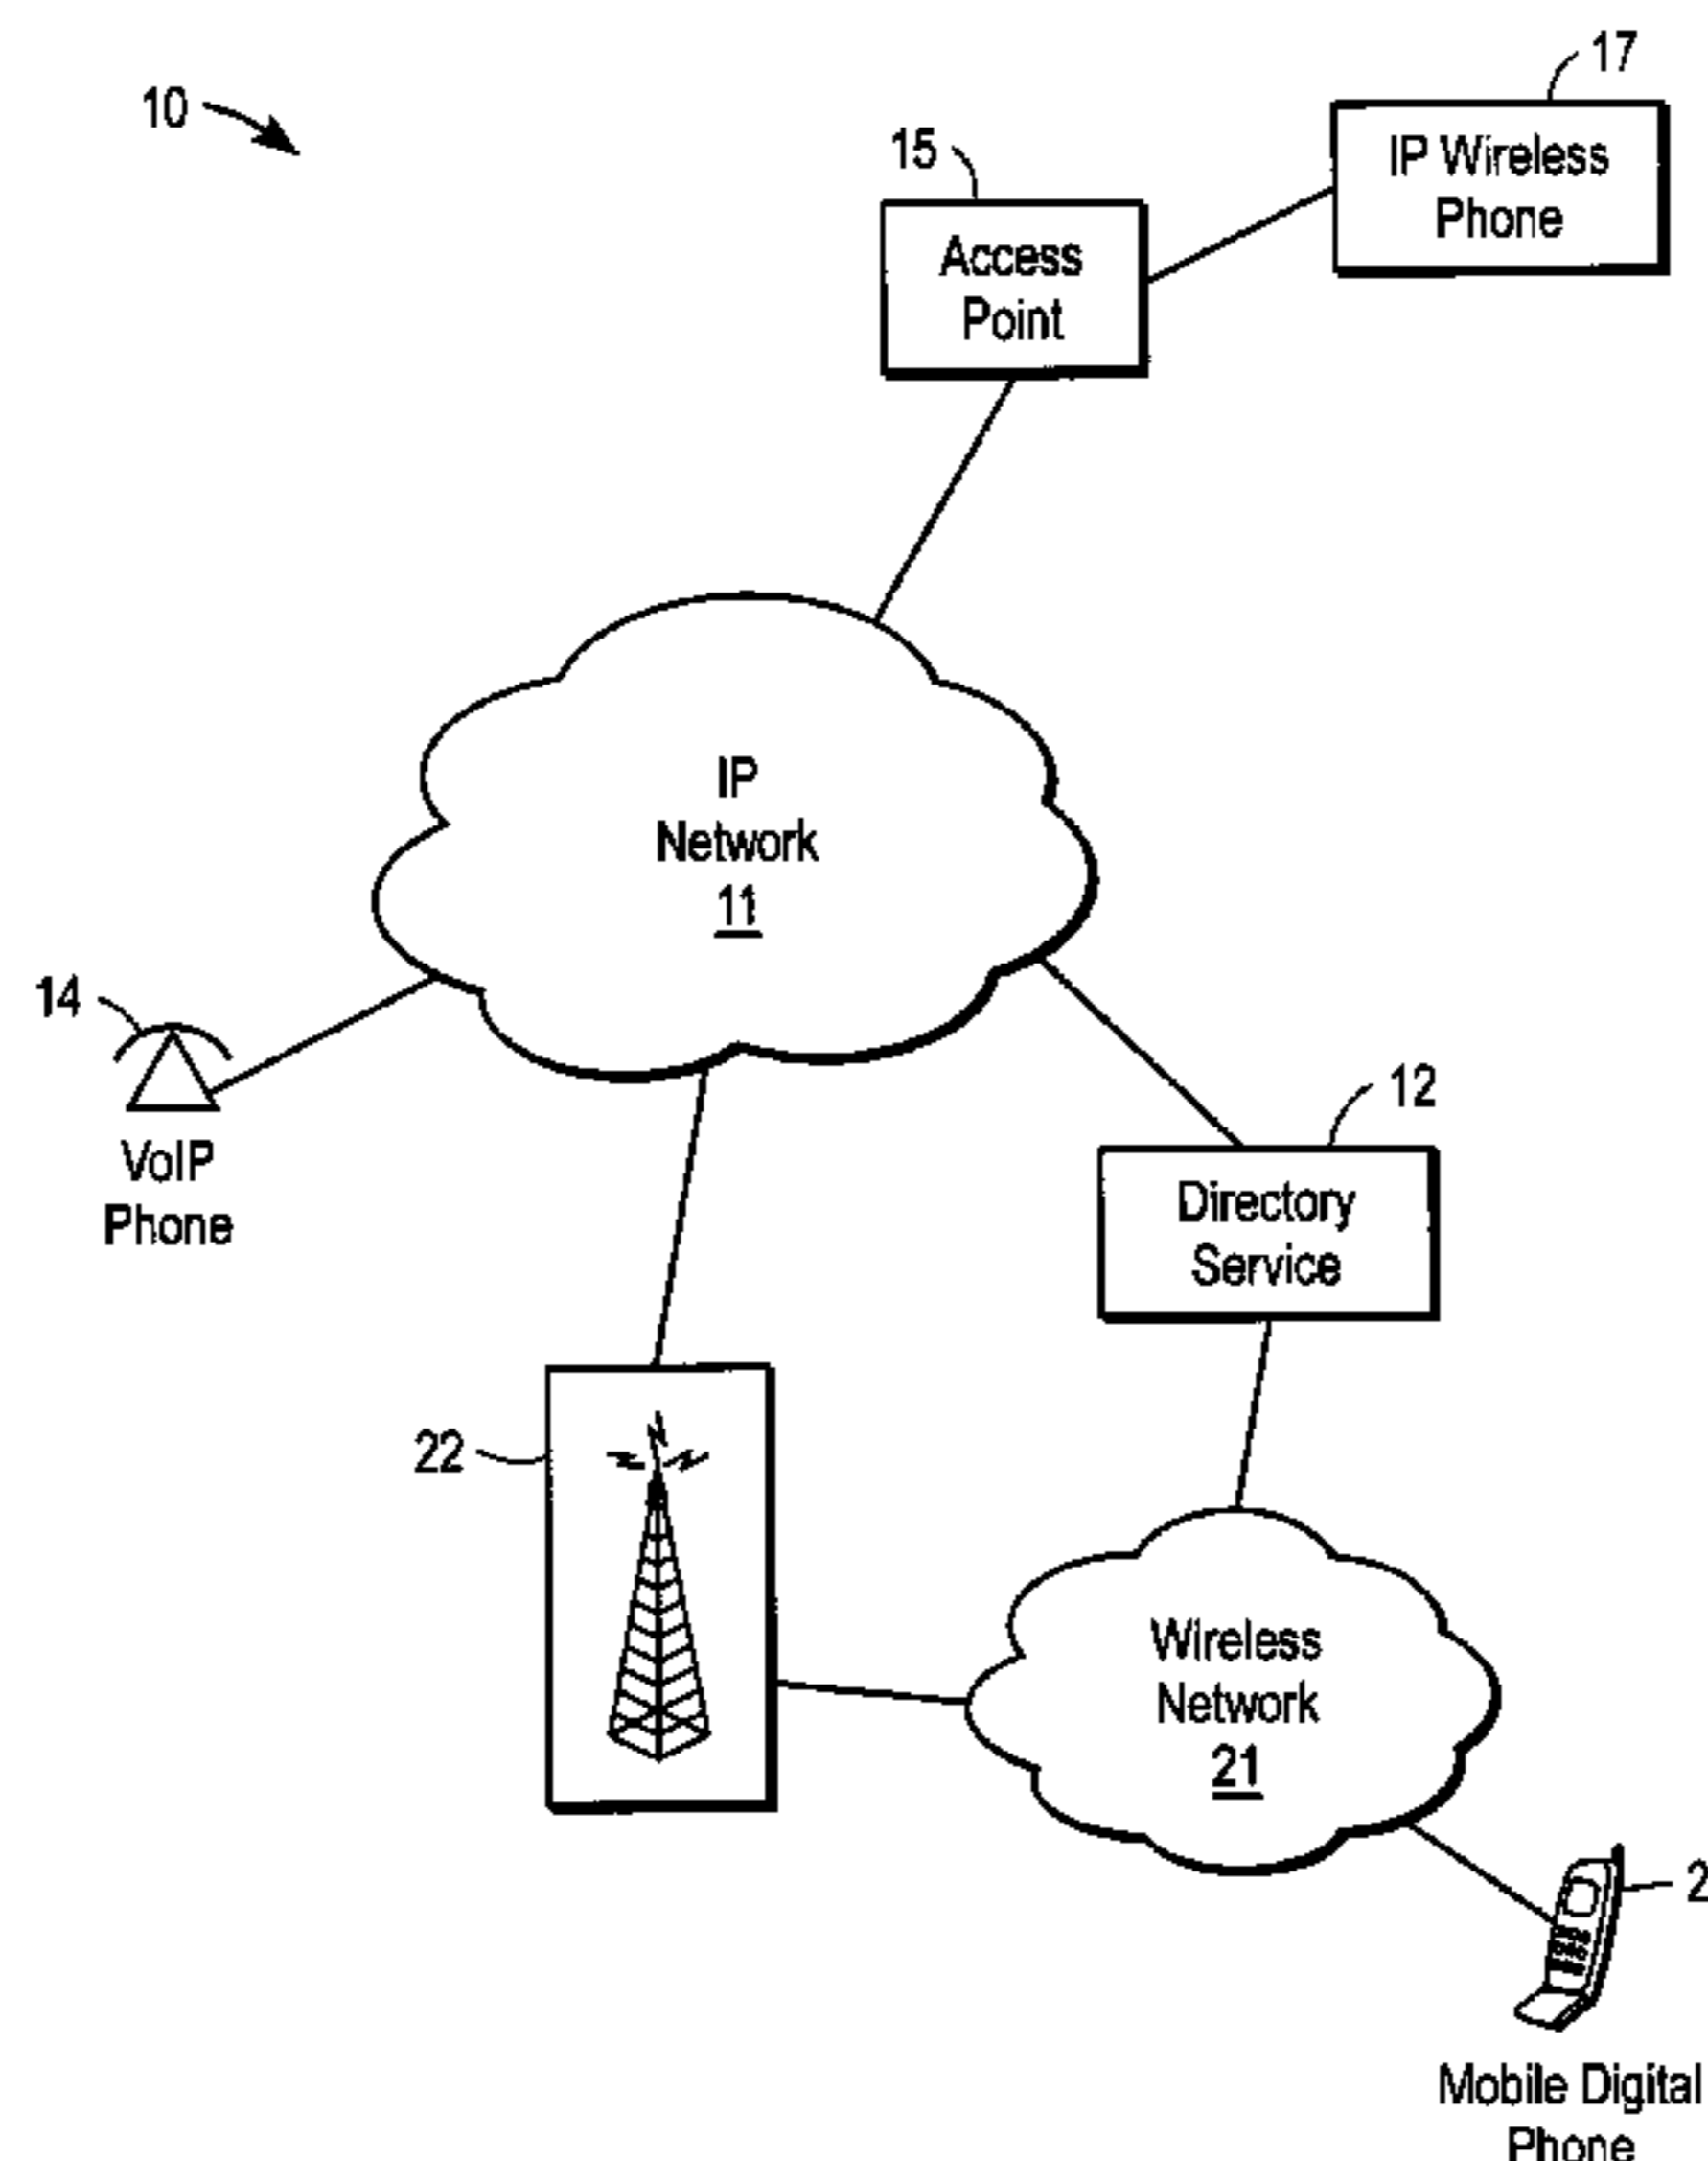 10
17
IP Wireless
Phone
15
Access
Point
IP
Network
11
14
VoIP
Phone
12
Directory
Service
22
Wireless
Network
21
Mobile Digital
Phone